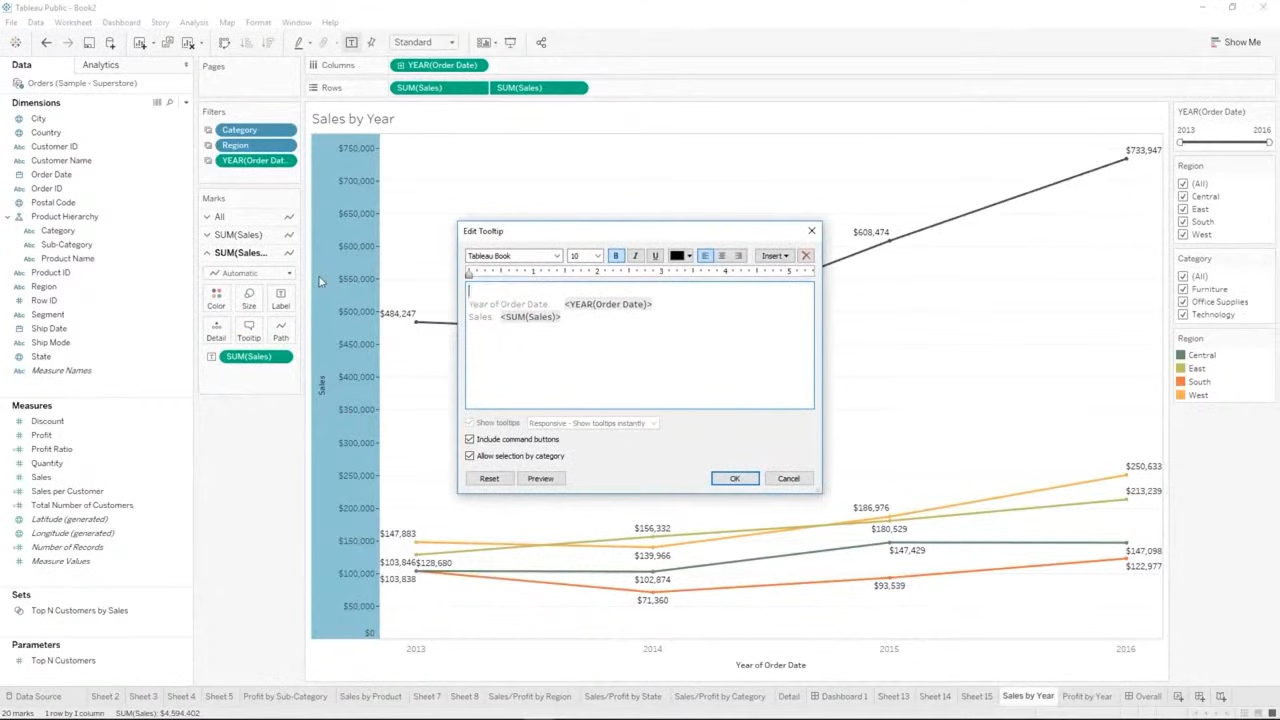 Tableau Public - Book2
File Data Worksheet Dashboard Story Analysis Map Format Window Help
Standard
Show Me
Data
Analytics
Orders (Sample - Superstore)
Dimensions
City
Country
Abc Customer ID
Abc Customer Name
Order Date
Abc Order ID
Postal Code
Product Hierarchy
Abc Category
Abc Sub-Category
Abc Product Name
Abc Product ID
Region
Abc Row ID
Abc Segment
Ship Date
Abc Ship Mode
State
Abc Measure Names
Measures
Discount
Profit
Profit Ratio
Quantity
Sales
Sales per Customer
Total Number of Customers
Latitude (generated)
Longitude (generated)
Number of Records
Measure Values
Sets
Top N Customers by Sales
Parameters
Top N Customers
Pages
Filters
Category
Region
YEAR(Order Dat..
Marks
All
SUM(Sales)
SUM(Sales...
Automatic
Color Size Label
Detail Tooltip Path
SUM(Sales)
Columns
YEAR(Order Date)
Rows
SUM(Sales) SUM(Sales)
Sales by Year
$750,000
$700,000
$650,000
$600,000
$550,000
$500,000
$450,000
$400,000
$350,000
$300,000
$250,000
$200,000
$150,000
$100,000
$50,000
$0
Sales
$733,947
$608,474
$484,247
$250,633
$213,239
$186,976
$180,529
$156,332
$147,883
$139,966
$147,429
$147,098
$103,846 $128,680
$103,838
$102,874
$122,977
$93,539
$71,360
2013 2014 2015 2016
Year of Order Date
Edit Tooltip
Tableau Book 10 B I U Insert
1 2 3 4 5
Year of Order Date <YEAR(Order Date)>
Sales <SUM(Sales)>
Show tooltips Responsive - Show tooltips instantly
Include command buttons
Allow selection by category
Reset Preview OK Cancel
YEAR(Order Date)
2013 2016
Region
(All)
Central
East
South
West
Category
(All)
Furniture
Office Supplies
Technology
Region
Central
East
South
West
Data Source Sheet 2 Sheet 3 Sheet 4 Sheet 5 Profit by Sub-Category Sales by Product Sheet 7 Sheet 8 Sales/Profit by Region Sales/Profit by State Sales/Profit by Category Detail Dashboard 1 Sheet 13 Sheet 14 Sheet 15 Sales by Year Profit by Year Overall
20 marks 1 row by 1 column SUM(Sales): $4,594,402